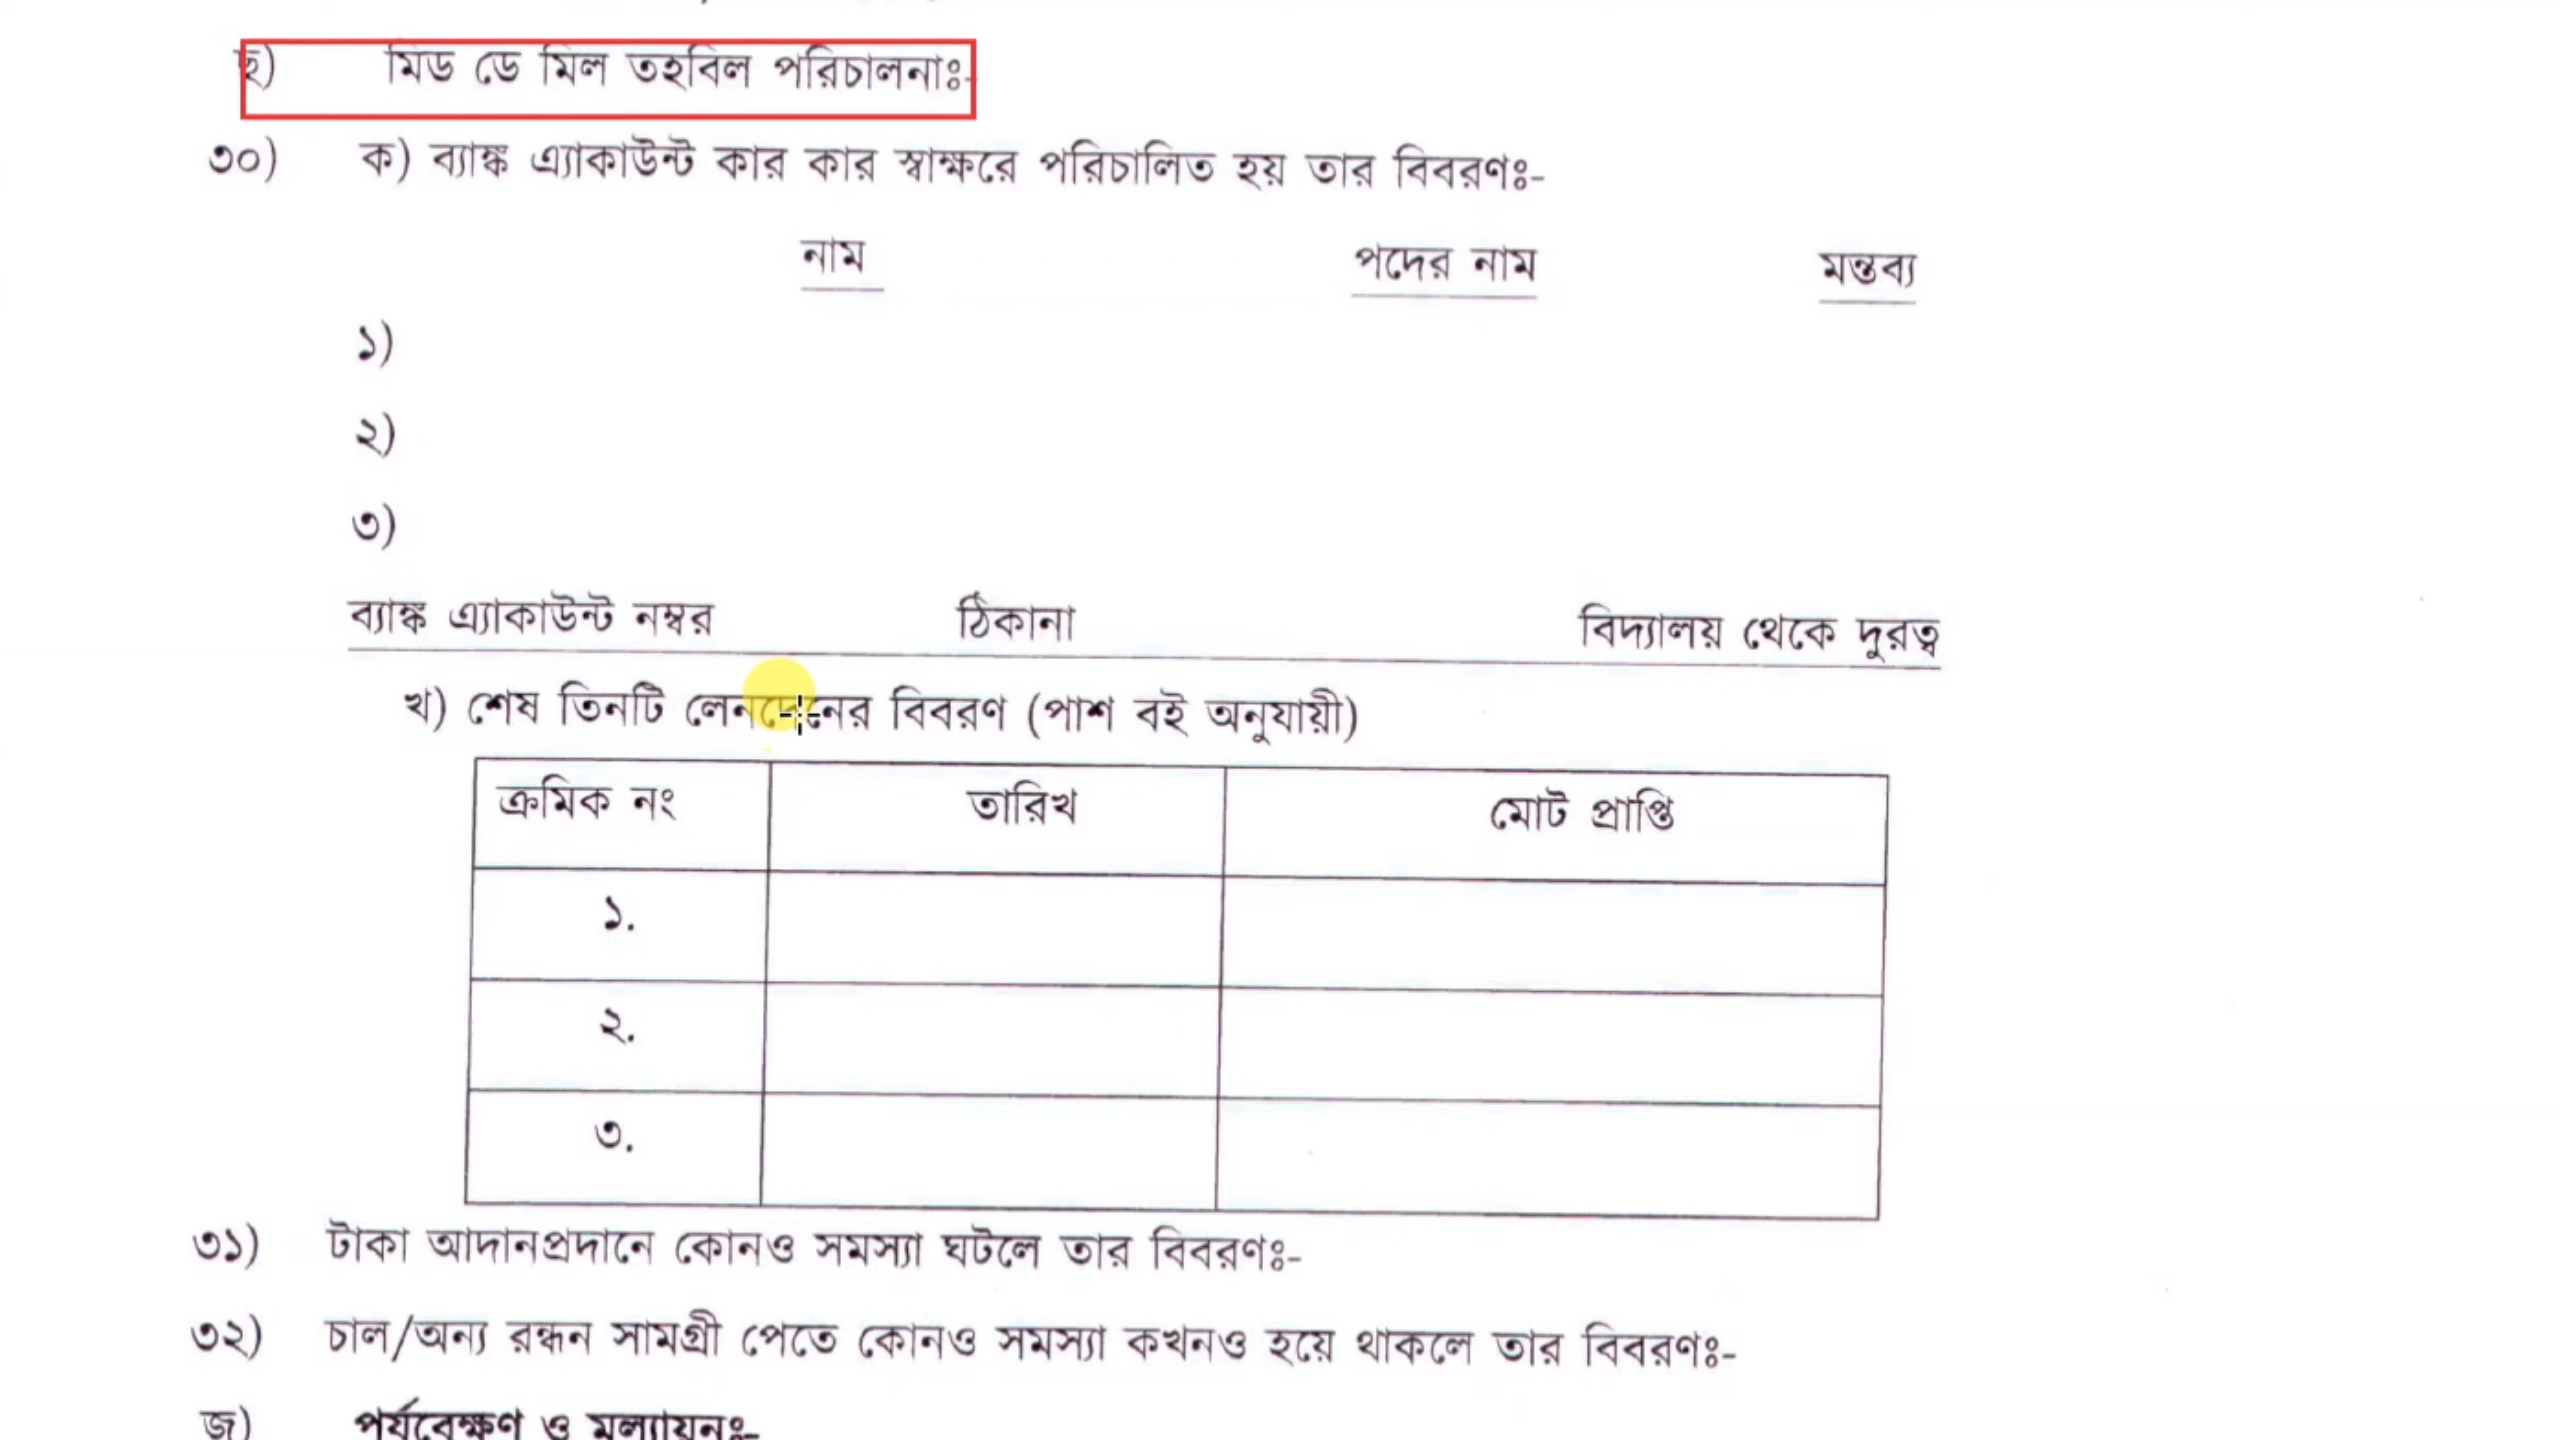 ছ) মিড ডে মিল তহবিল পরিচালনাঃ-
৩০) ক) ব্যাঙ্ক এ্যাকাউন্ট কার কার স্বাক্ষরে পরিচালিত হয় তার বিবরণঃ-
নাম পদের নাম মন্তব্য
১)
২)
৩)
ব্যাঙ্ক এ্যাকাউন্ট নম্বর ঠিকানা বিদ্যালয় থেকে দুরত্ব
খ) শেষ তিনটি লেনদেনের বিবরণ (পাশ বই অনুযায়ী)
ক্রমিক নং তারিখ মোট প্রাপ্তি
১.
২.
৩.
৩১) টাকা আদানপ্রদানে কোনও সমস্যা ঘটলে তার বিবরণঃ-
৩২) চাল/অন্য রন্ধন সামগ্রী পেতে কোনও সমস্যা কখনও হয়ে থাকলে তার বিবরণঃ-
জ) পর্যবেক্ষণ ও মূল্যায়নঃ-